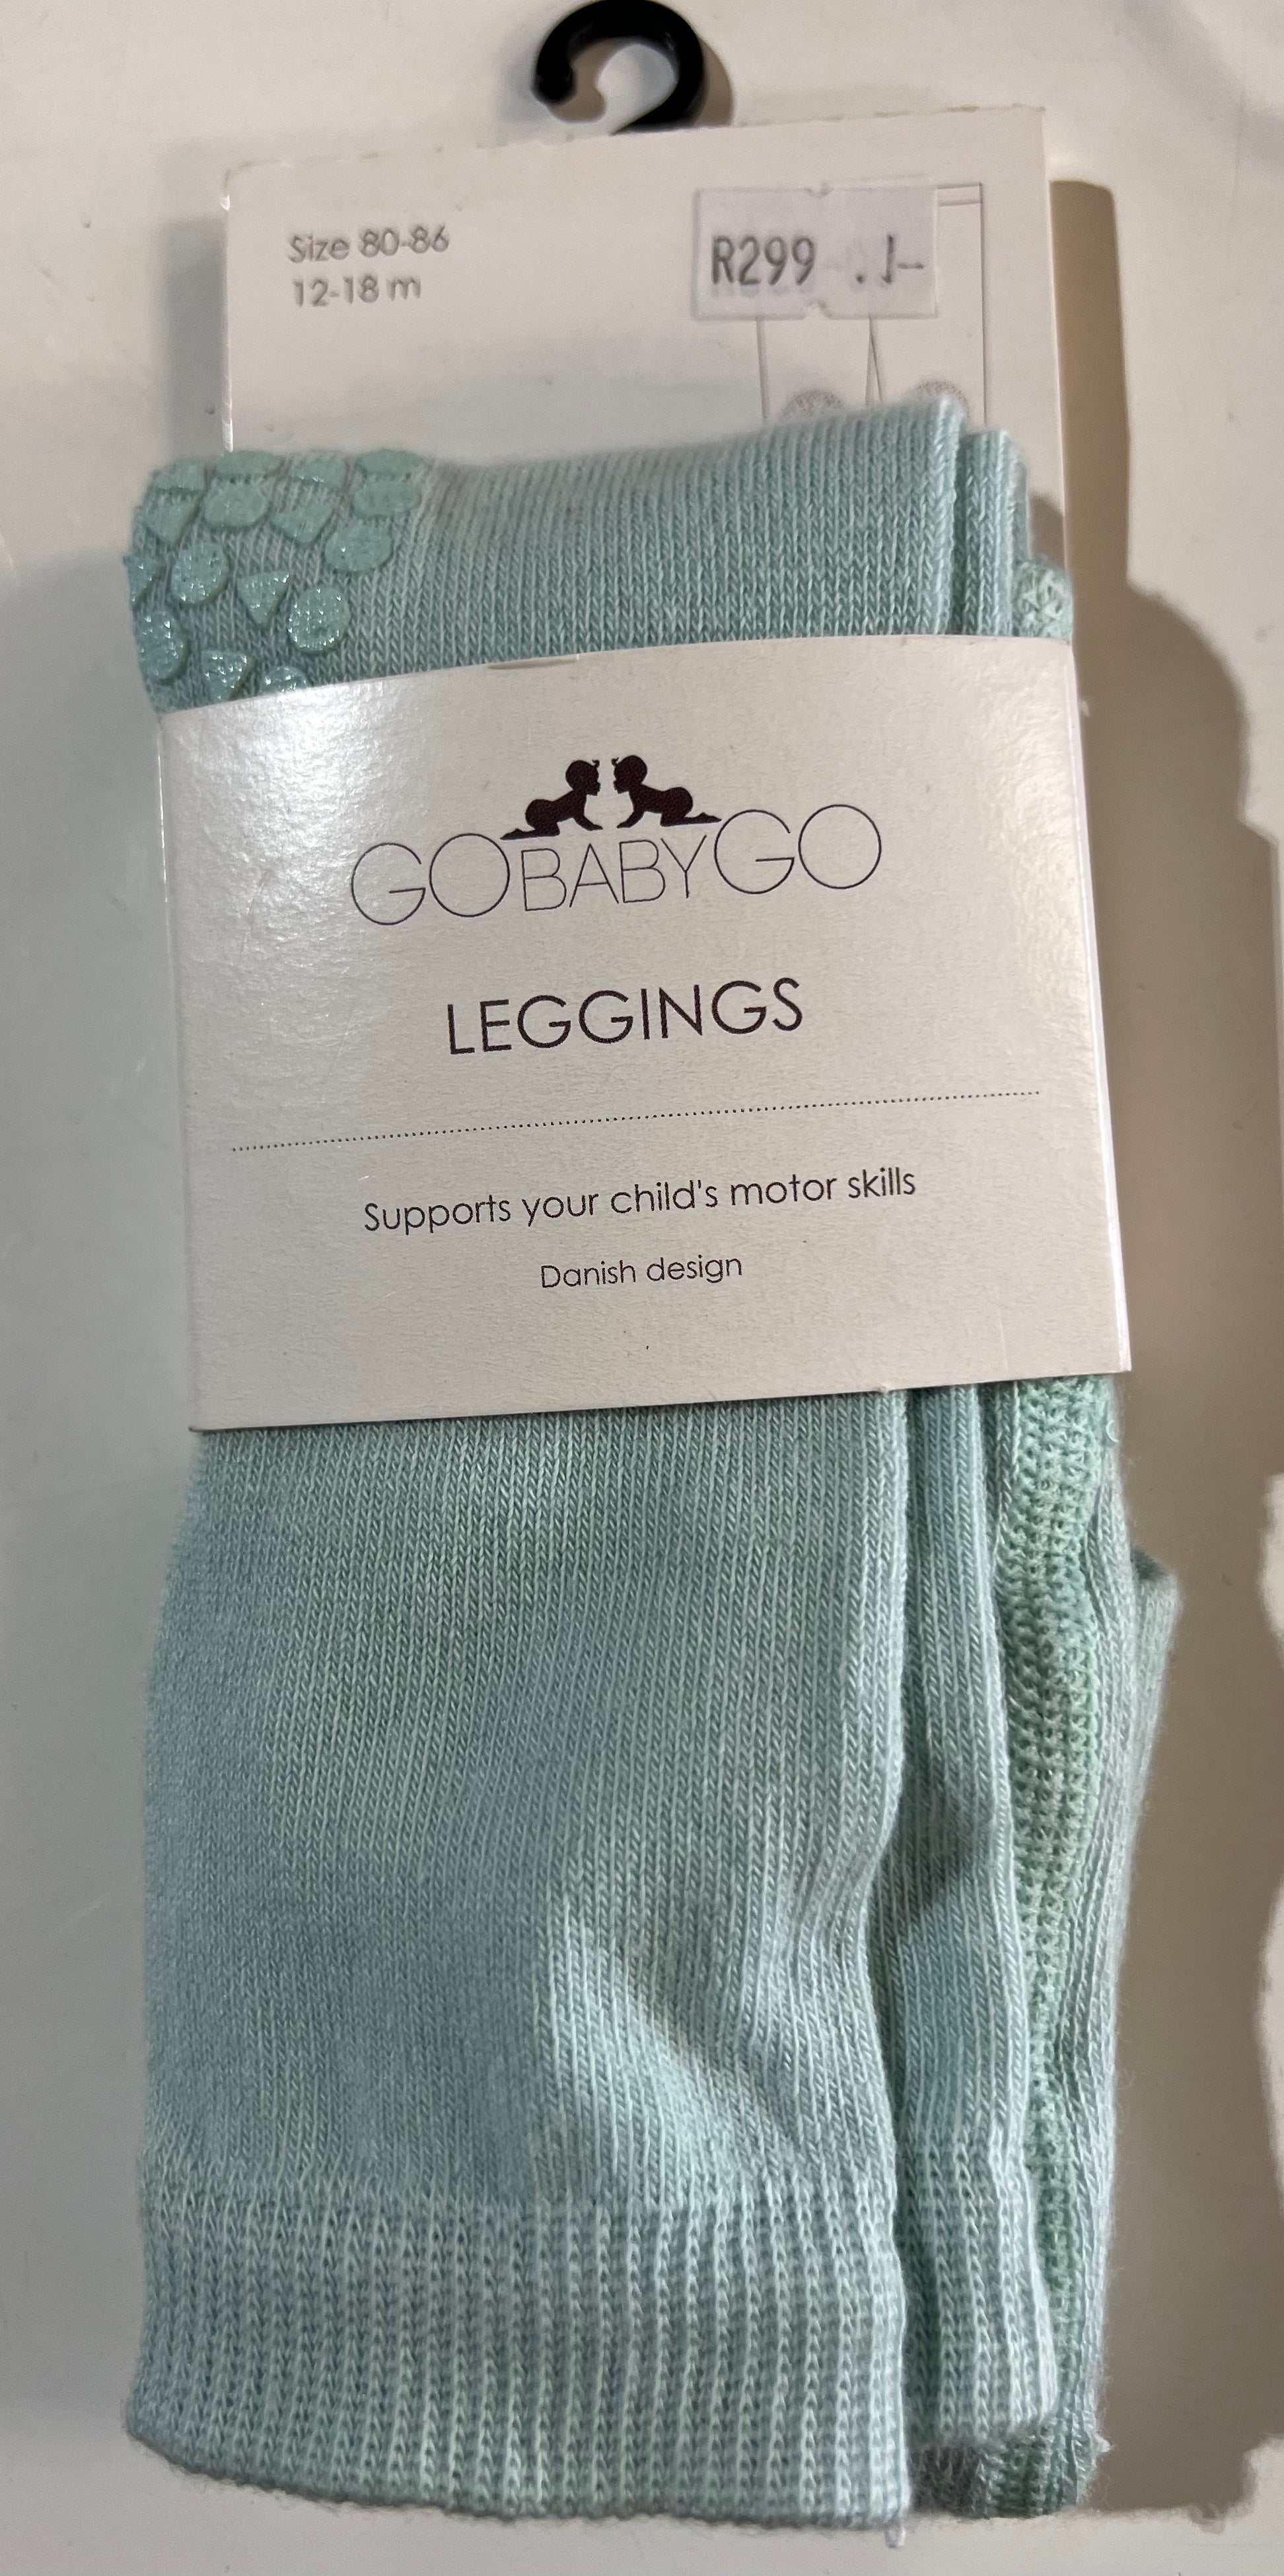 Size 80-86
12-18 m
R299 .J-
GOBABYGO
LEGGINGS
Supports your child's motor skills
Danish design